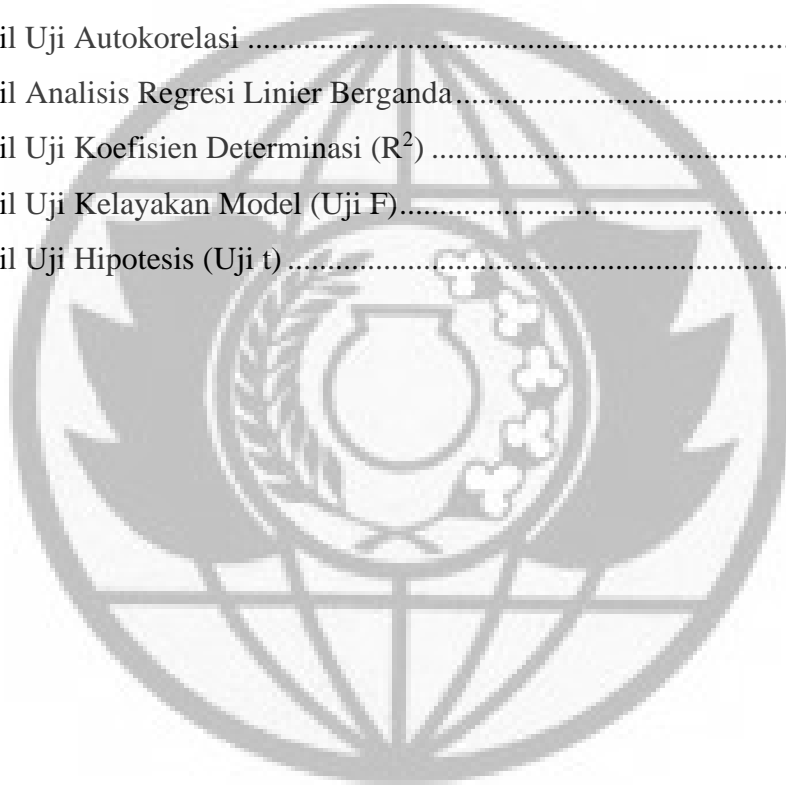 il Uji Autokorelasi ..........................................................................
il Analisis Regresi Linier Berganda.............................................
il Uji Koefisien Determinasi (R²) ................................................
il Uji Kelayakan Model (Uji F).....................................................
il Uji Hipotesis (Uji t) ....................................................................